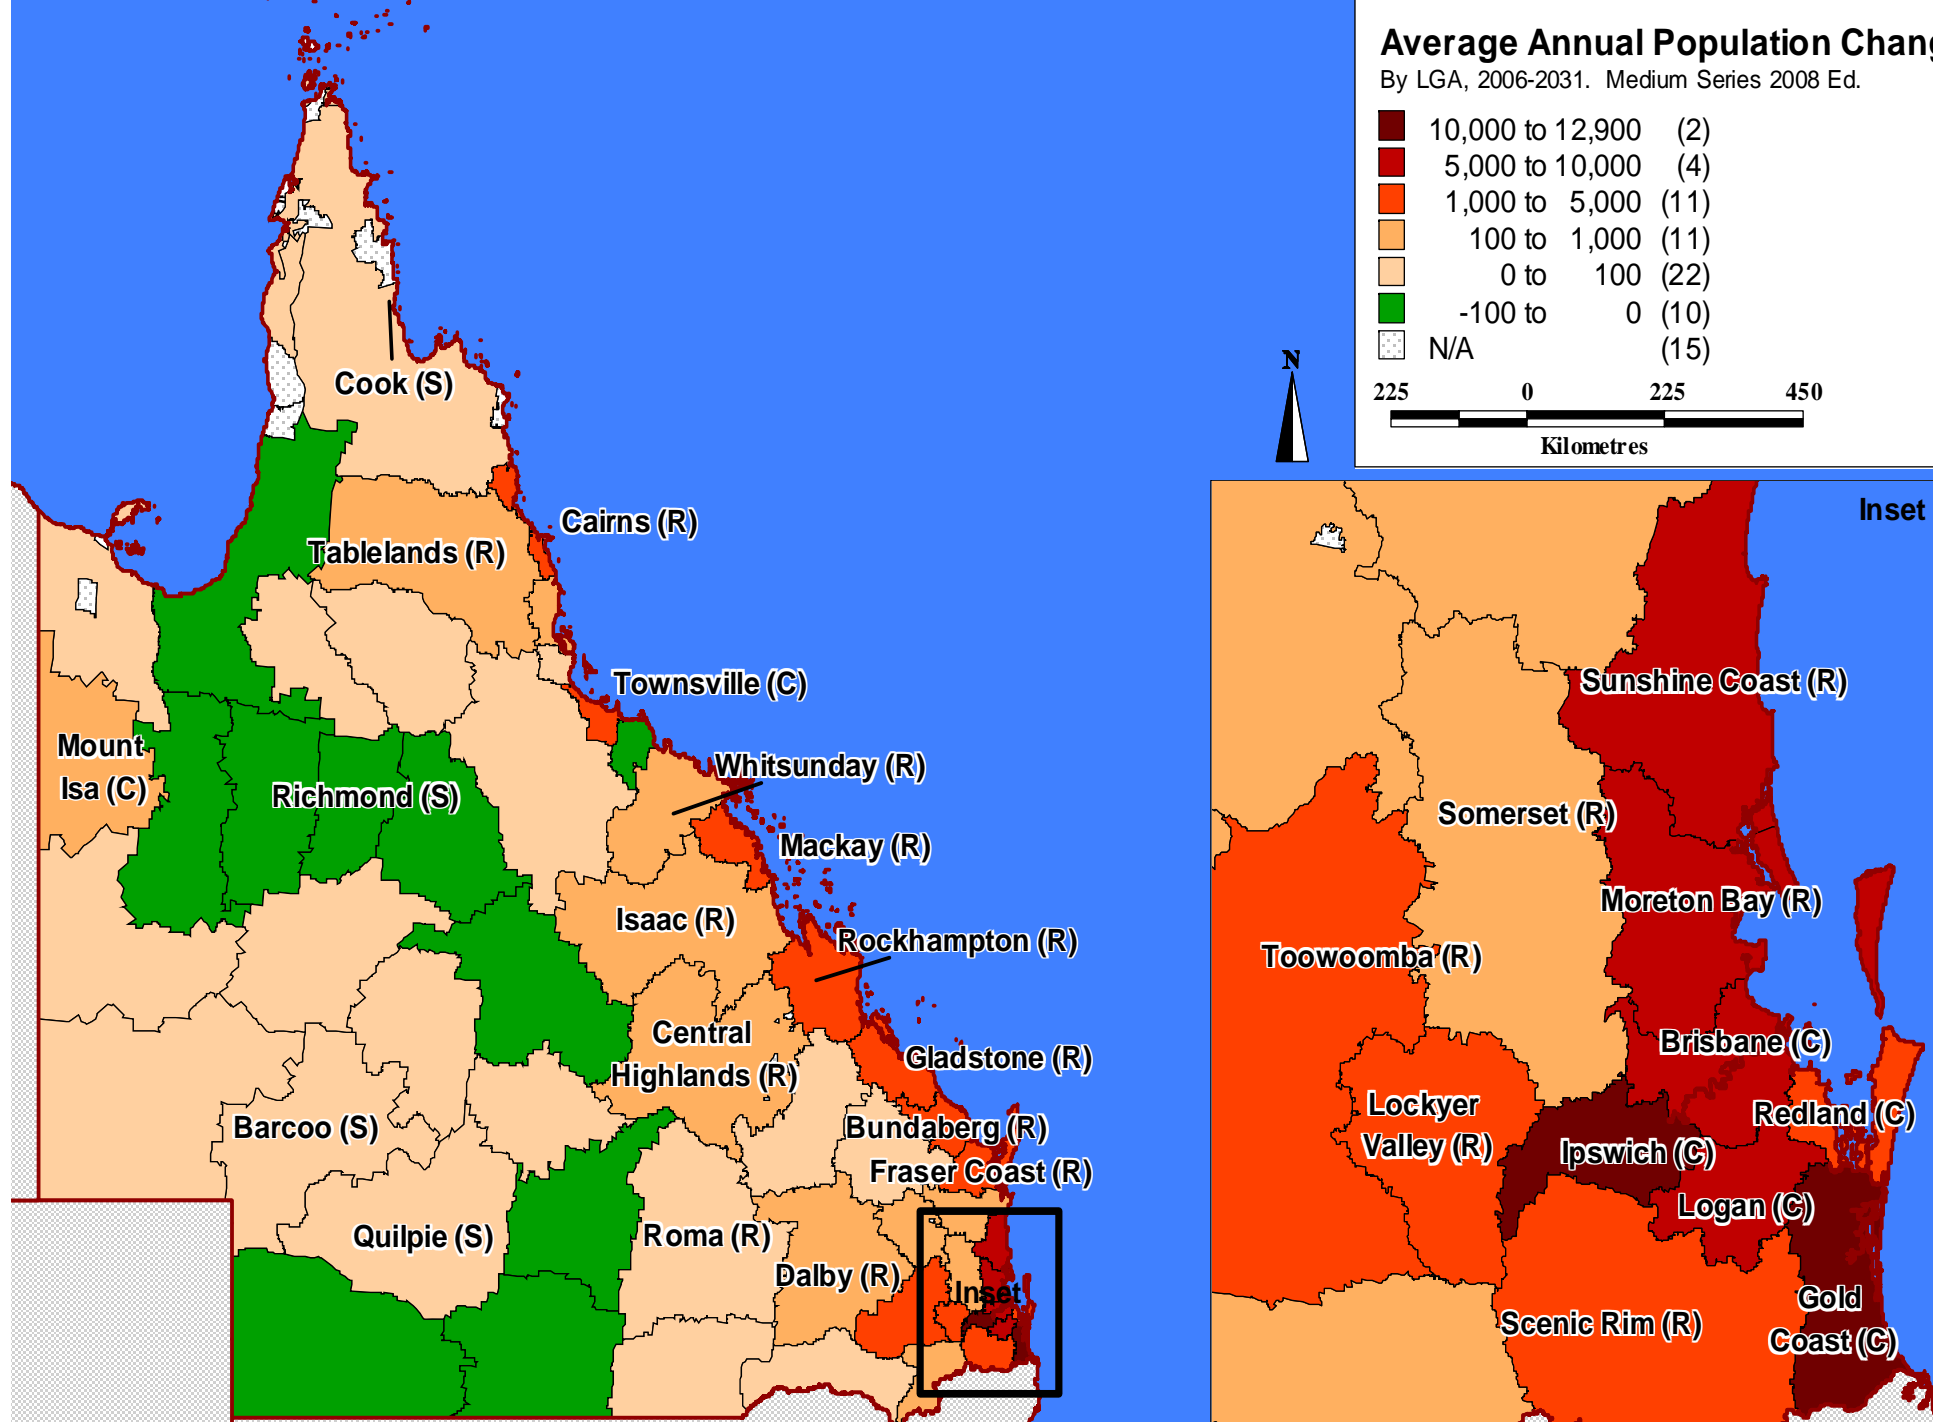 Average Annual Population Chan
By LGA, 2006-2031. Medium Series 2008 Ed.
10,000 to 12,900 (2)
5,000 to 10,000 (4)
1,000 to 5,000 (11)
100 to 1,000 (11)
0 to 100 (22)
-100 to 0 (10)
N/A (15)
225 0 225 450
Kilometres
N
Cook (S)
Cairns (R)
Tablelands (R)
Townsville (C)
Mount
Isa (C)
Richmond (S)
Whitsunday (R)
Mackay (R)
Isaac (R)
Rockhampton (R)
Central
Highlands (R)
Gladstone (R)
Barcoo (S)
Bundaberg (R)
Fraser Coast (R)
Quilpie (S)
Roma (R)
Dalby (R)
Inset
Inset
Sunshine Coast (R)
Somerset (R)
Moreton Bay (R)
Toowoomba (R)
Brisbane (C)
Lockyer
Valley (R)
Redland (C)
Ipswich (C)
Logan (C)
Scenic Rim (R)
Gold
Coast (C)